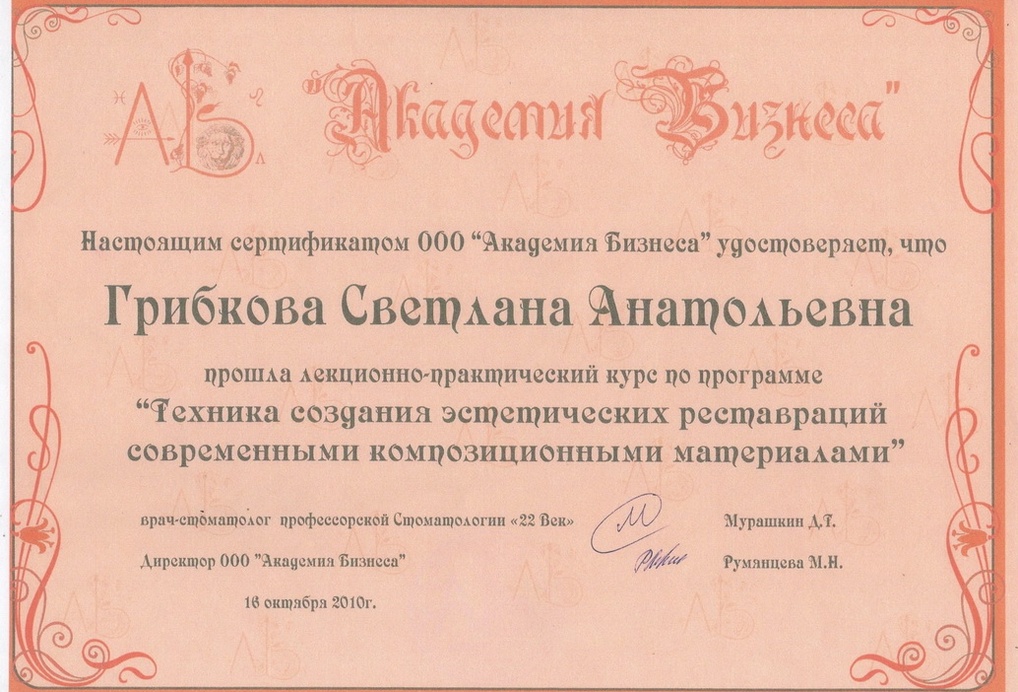 АБ "Академия Бизнеса"
Настоящим сертификатом ООО "Академия Бизнеса" удостоверяет, что
Грибкова Светлана Анатольевна
прошла лекционно-практический курс по программе
"Техника создания эстетических реставраций
современными композиционными материалами"
врач-стоматолог профессорской Стоматологии «22 Век» Мурашкин Д.Т.
Директор ООО "Академия Бизнеса" Румянцева М.Н.
16 октября 2010г.